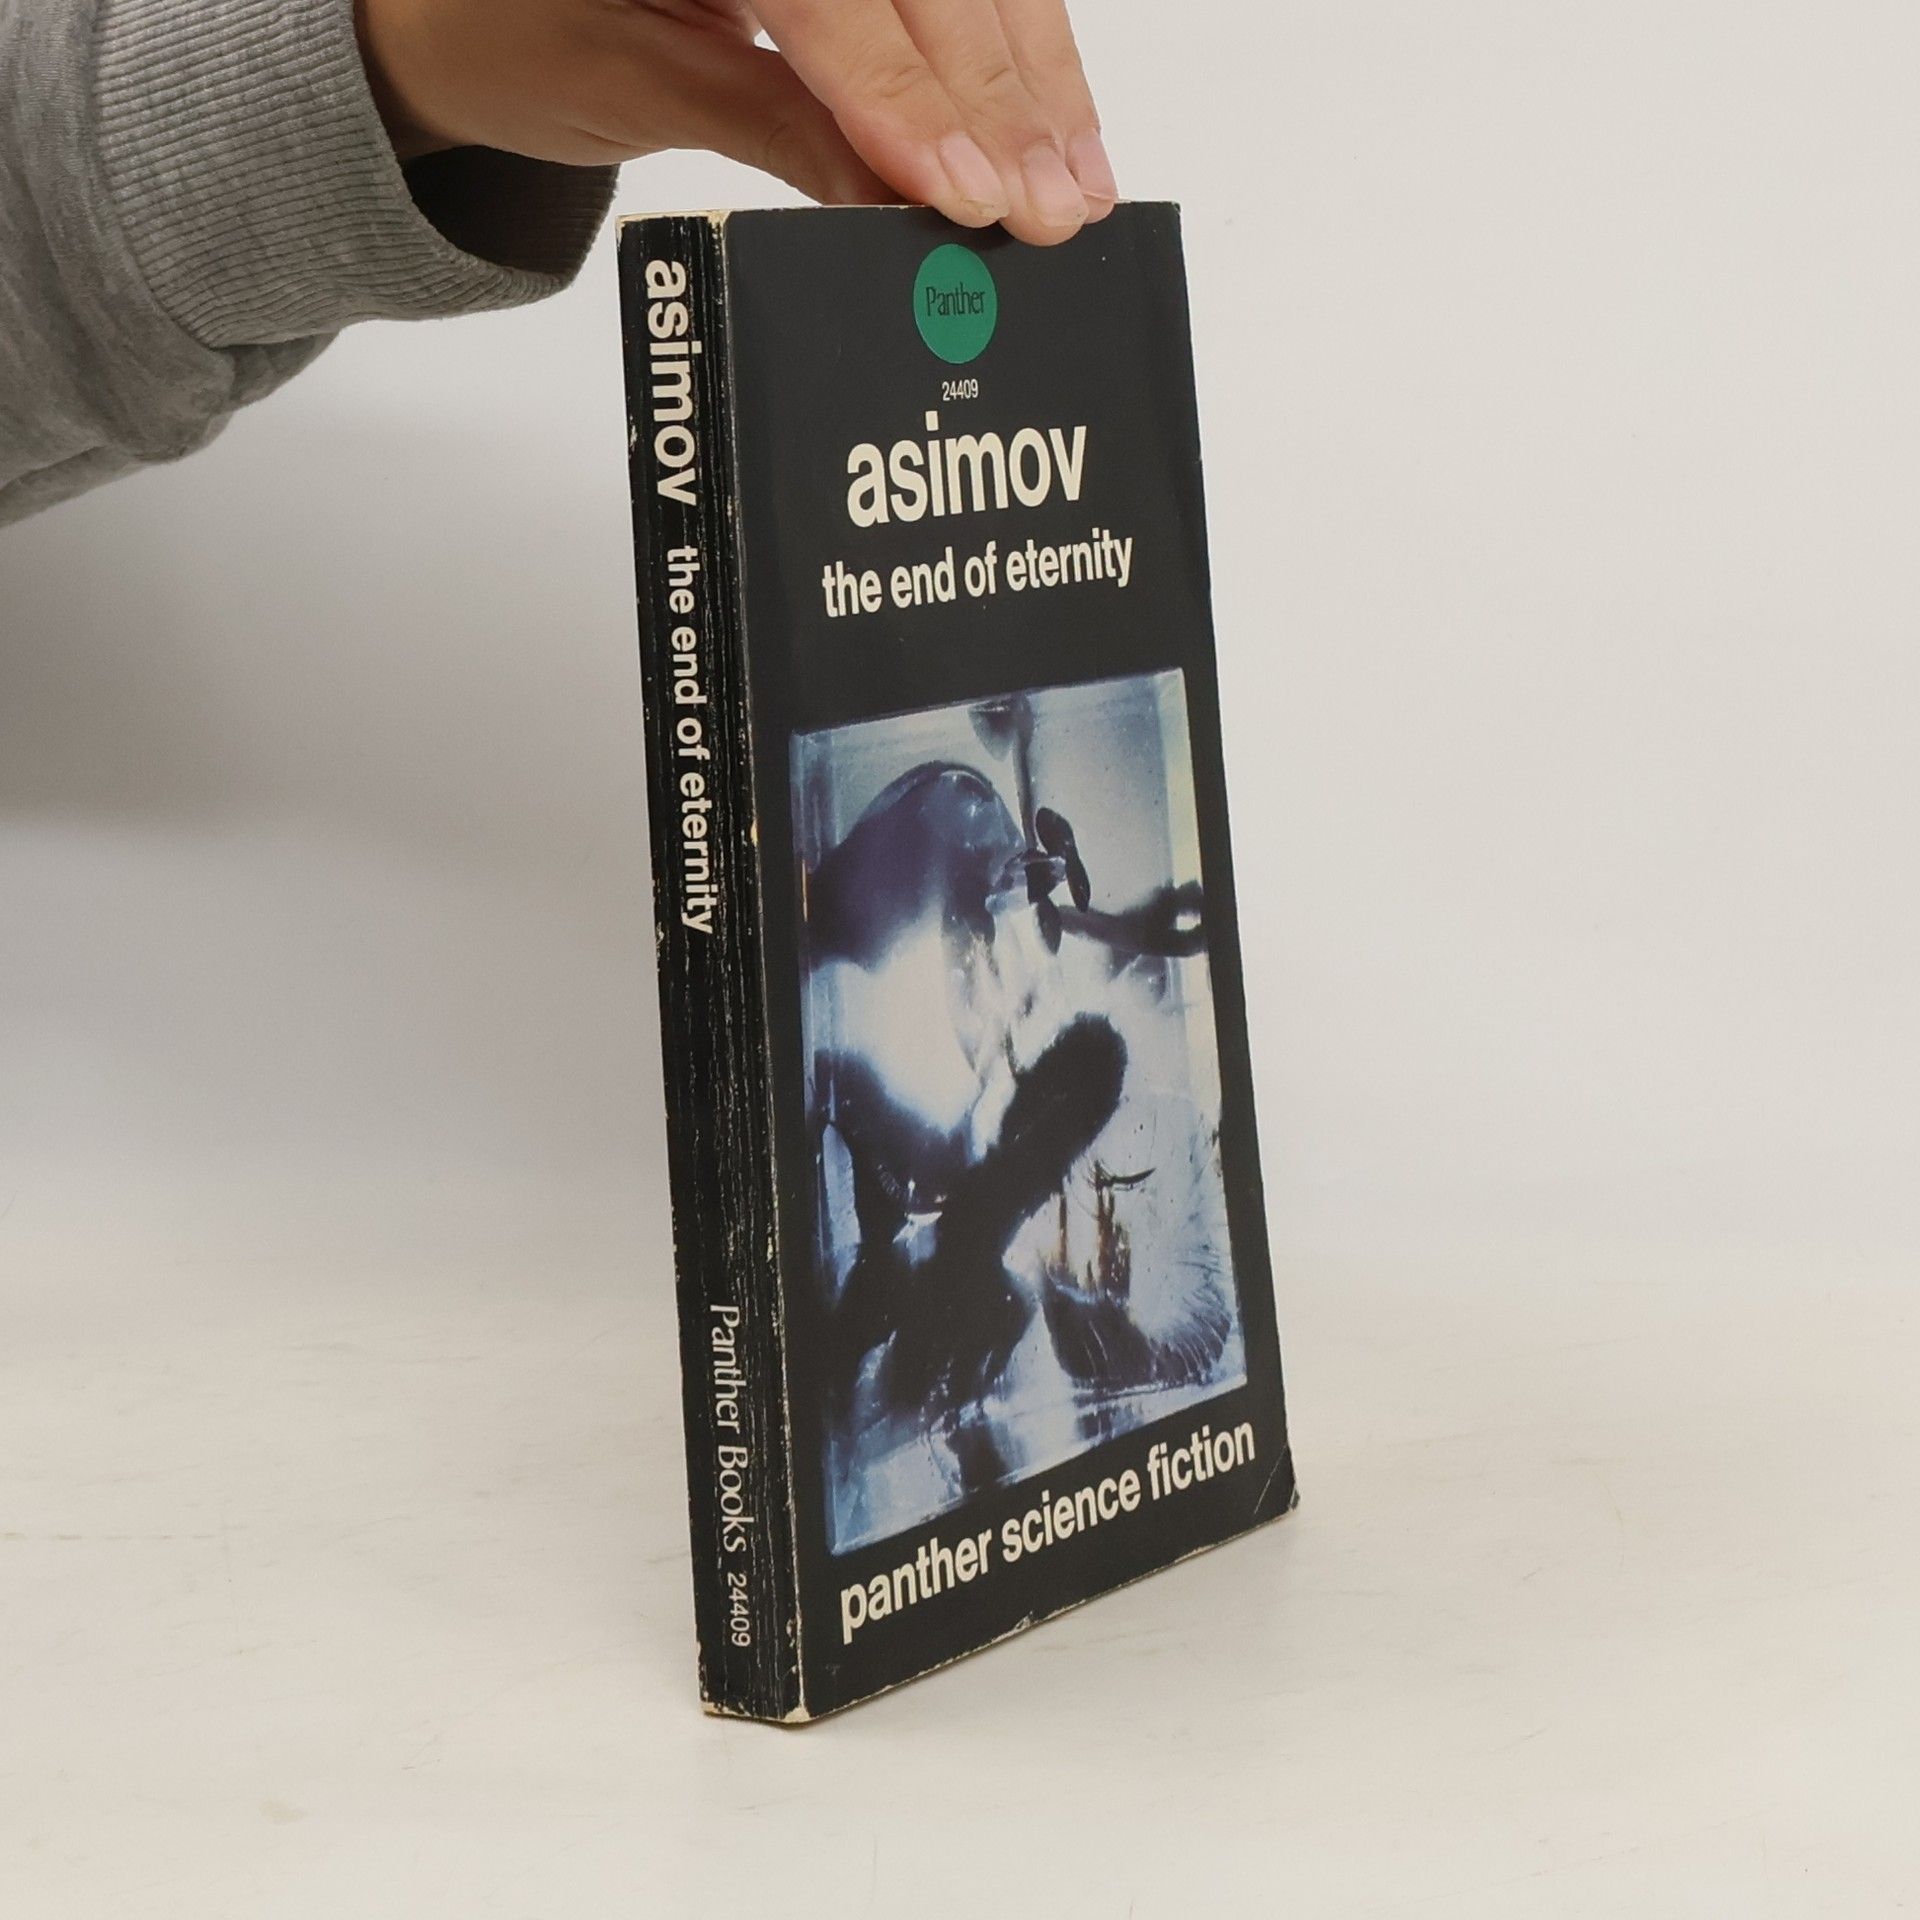 asimov the end of eternity Panther Books 24409
Panther
24409
asimov
the end of eternity
panther science fiction